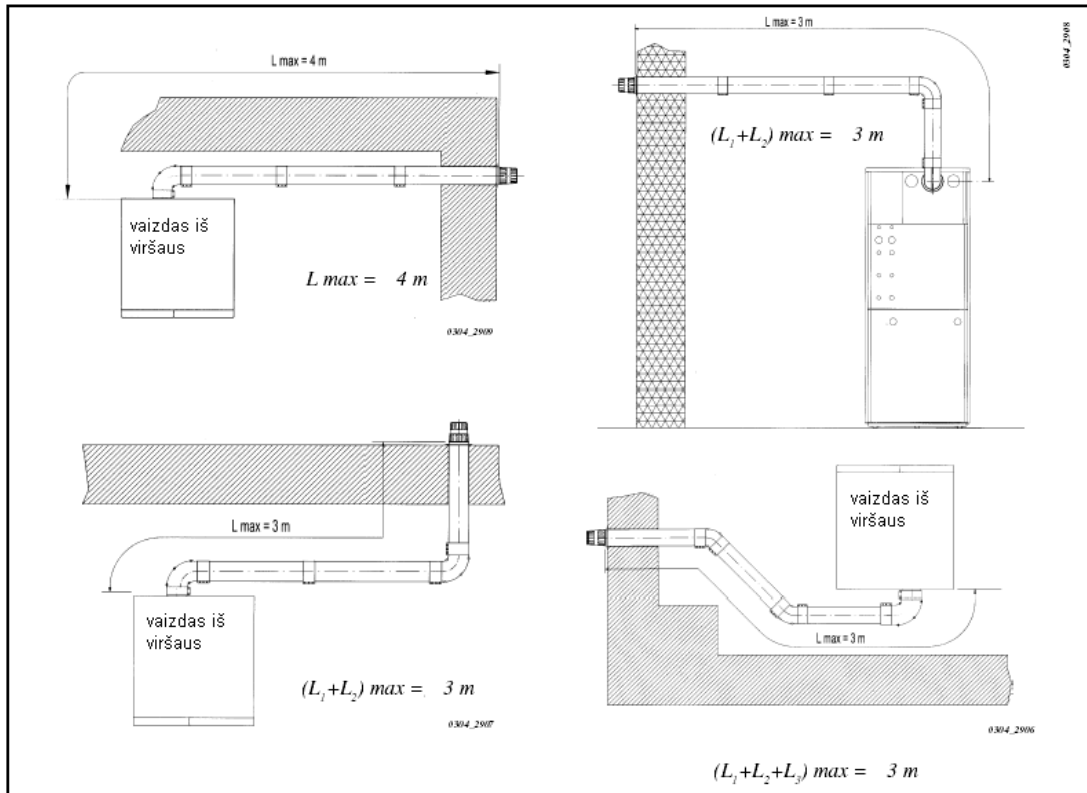 L max = 4 m
vaizdas iš
viršaus
L max = 4 m
0304_2909
L max = 3 m
0304_2908
(L₁+L₂) max = 3 m
L max = 3 m
vaizdas iš
viršaus
(L₁+L₂) max = 3 m
0304_2907
vaizdas iš
viršaus
L max = 3 m
0304_2906
(L₁+L₂+L₃) max = 3 m